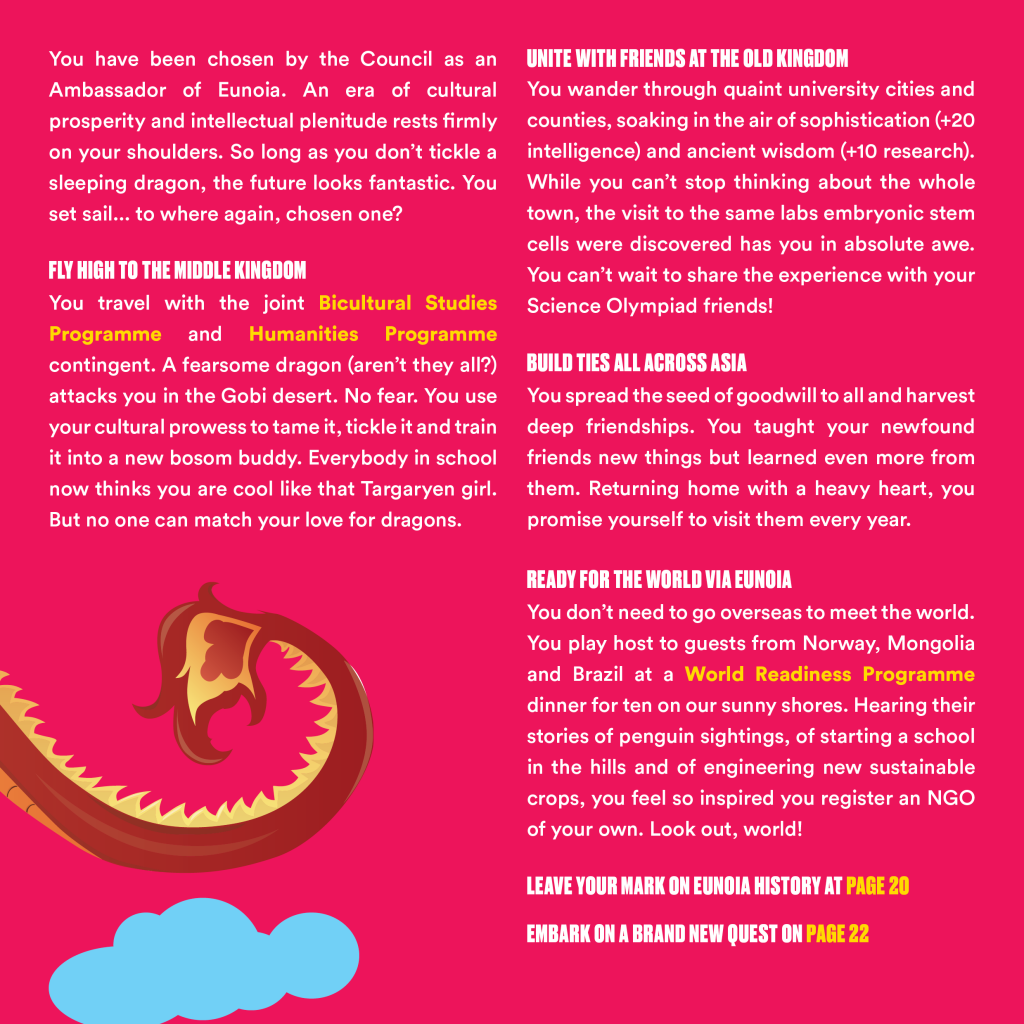 You have been chosen by the Council as an
Ambassador of Eunoia. An era of cultural
prosperity and intellectual plenitude rests firmly
on your shoulders. So long as you don't tickle a
sleeping dragon, the future looks fantastic. You
set sail... to where again, chosen one?
FLY HIGH TO THE MIDDLE KINGDOM
You travel with the joint Bicultural Studies
Programme and Humanities Programme
contingent. A fearsome dragon (aren't they all?)
attacks you in the Gobi desert. No fear. You use
your cultural prowess to tame it, tickle it and train
it into a new bosom buddy. Everybody in school
now thinks you are cool like that Targaryen girl.
But no one can match your love for dragons.
UNITE WITH FRIENDS AT THE OLD KINGDOM
You wander through quaint university cities and
counties, soaking in the air of sophistication (+20
intelligence) and ancient wisdom (+10 research).
While you can't stop thinking about the whole
town, the visit to the same labs embryonic stem
cells were discovered has you in absolute awe.
You can't wait to share the experience with your
Science Olympiad friends!
BUILD TIES ALL ACROSS ASIA
You spread the seed of goodwill to all and harvest
deep friendships. You taught your newfound
friends new things but learned even more from
them. Returning home with a heavy heart, you
promise yourself to visit them every year.
READY FOR THE WORLD VIA EUNOIA
You don't need to go overseas to meet the world.
You play host to guests from Norway, Mongolia
and Brazil at a World Readiness Programme
dinner for ten on our sunny shores. Hearing their
stories of penguin sightings, of starting a school
in the hills and of engineering new sustainable
crops, you feel so inspired you register an NGO
of your own. Look out, world!
LEAVE YOUR MARK ON EUNOIA HISTORY AT PAGE 20
EMBARK ON A BRAND NEW QUEST ON PAGE 22